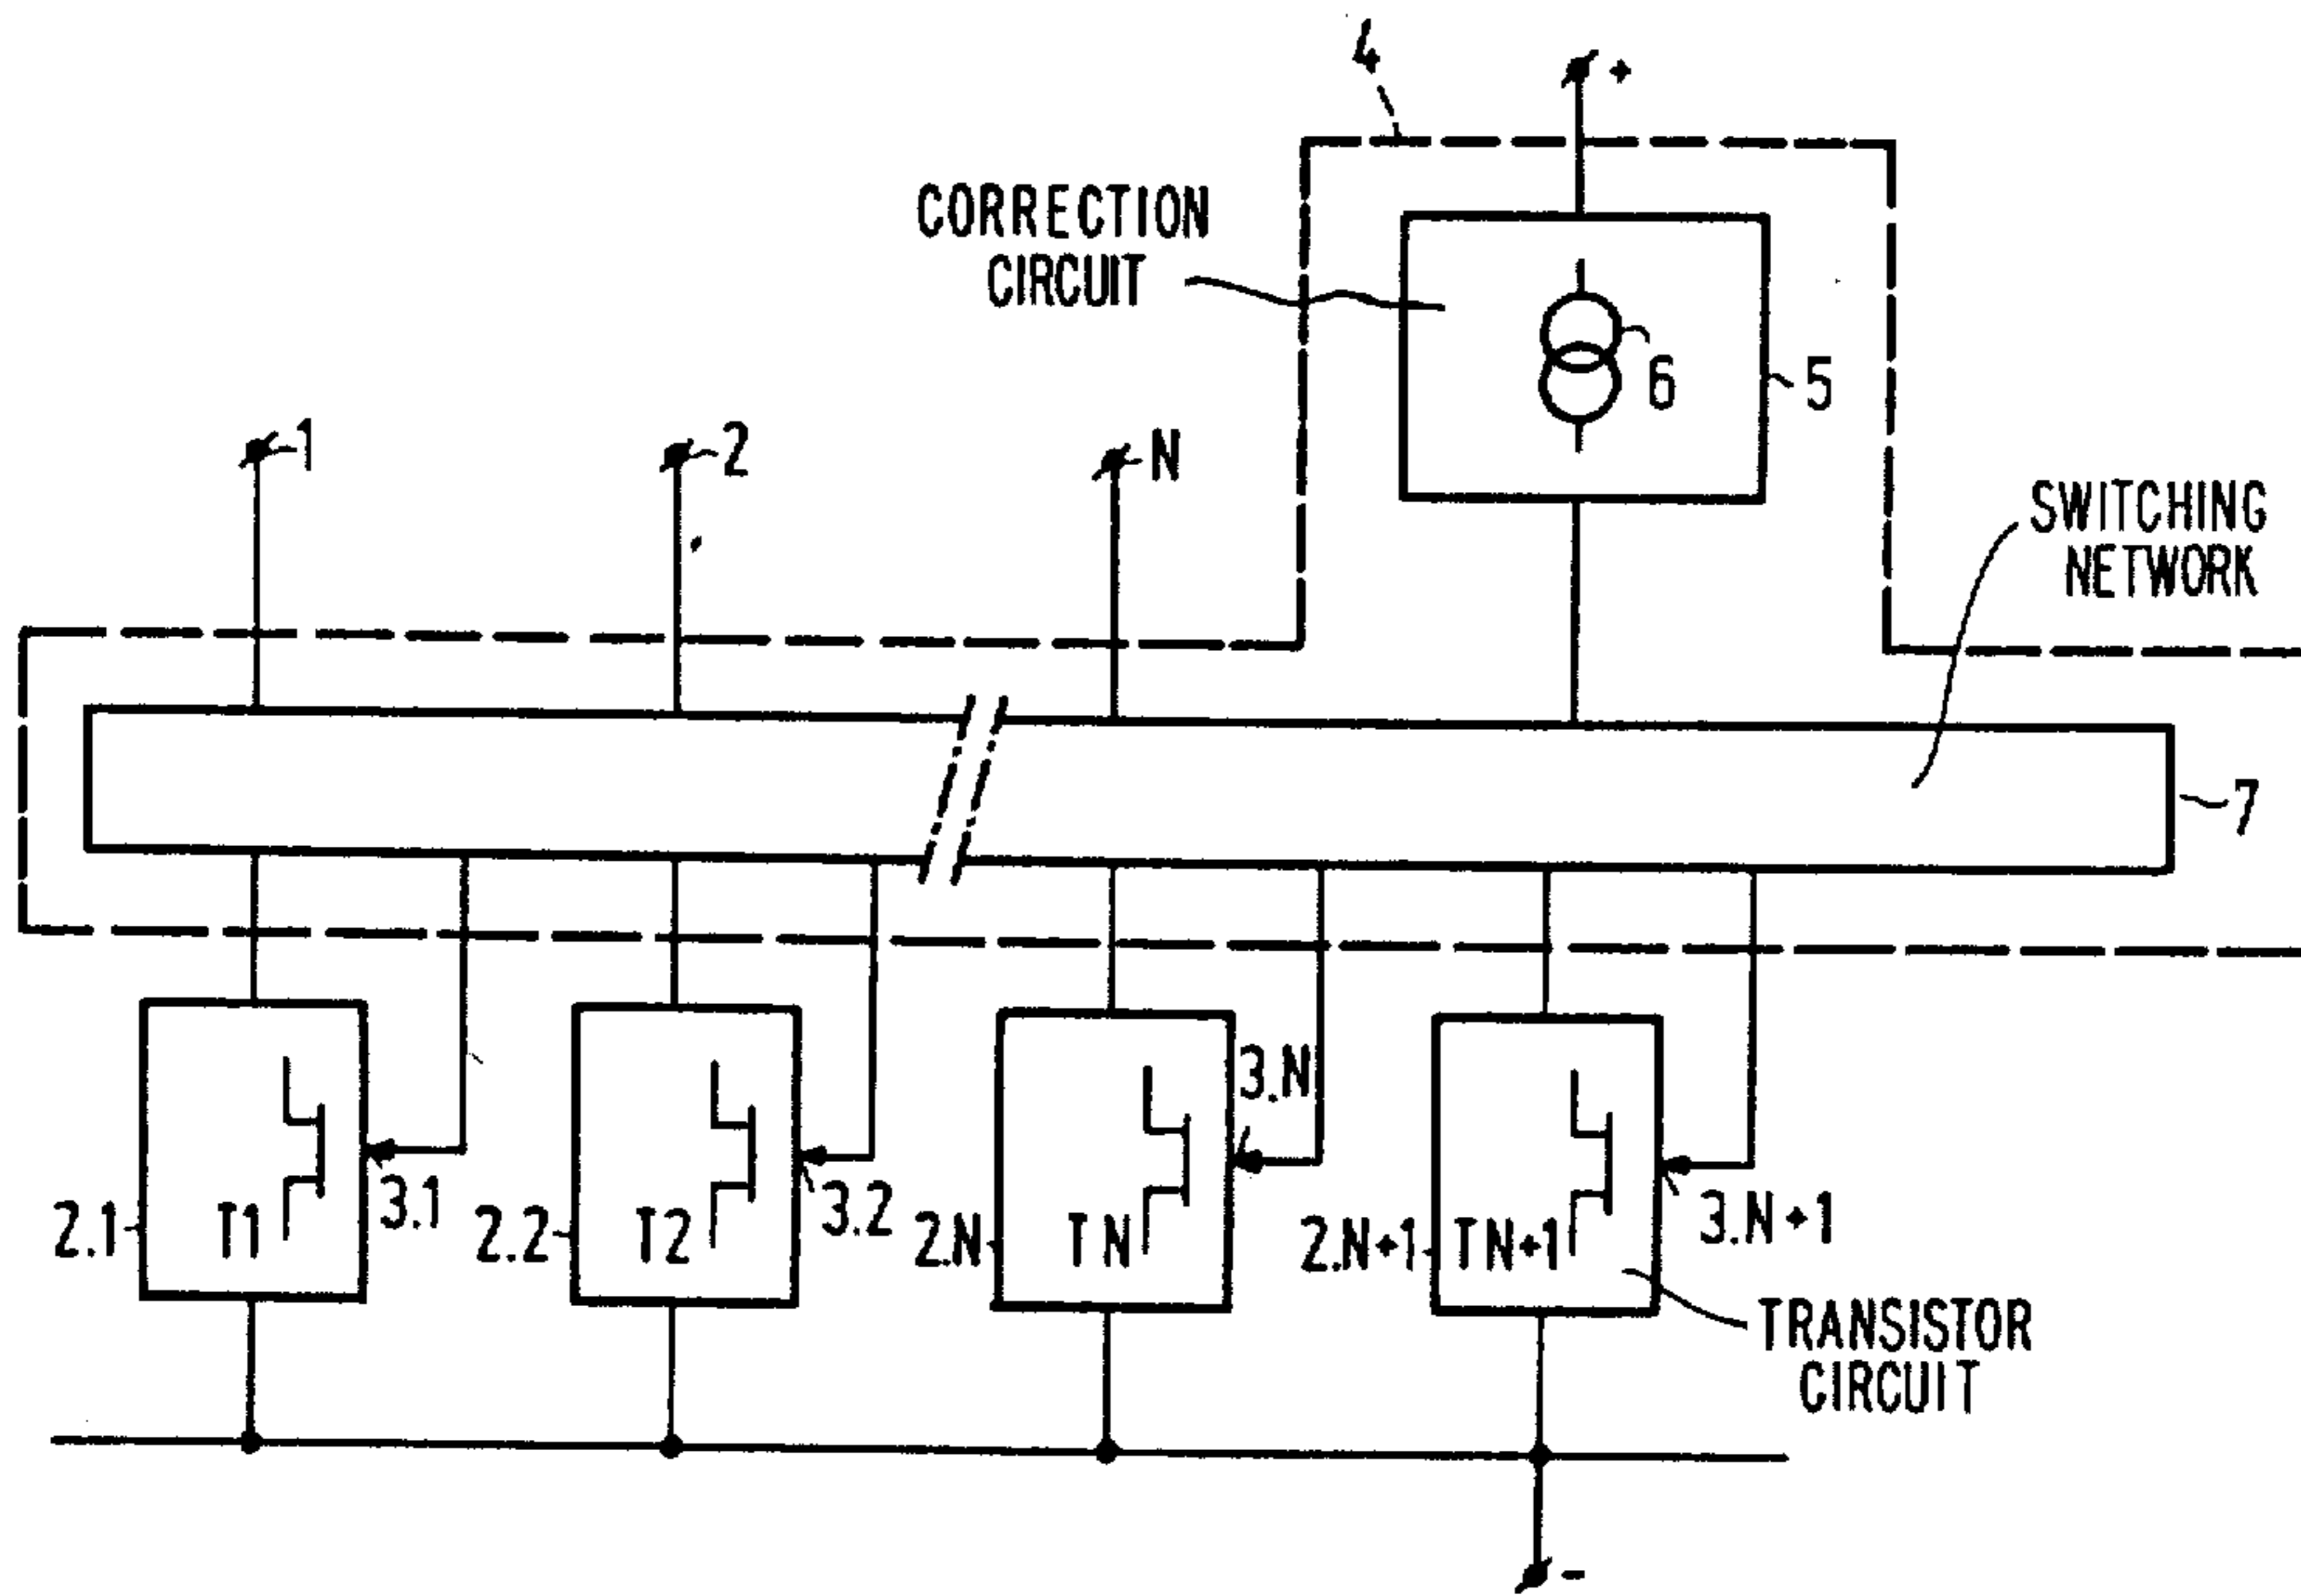 4
+
CORRECTION
CIRCUIT
6
5
1
2
N
SWITCHING
NETWORK
7
3.N
2.1
T1
3.1
2.2
T2
3.2
2.N
TN
2.N+1
TN+1
3.N+1
TRANSISTOR
CIRCUIT
-